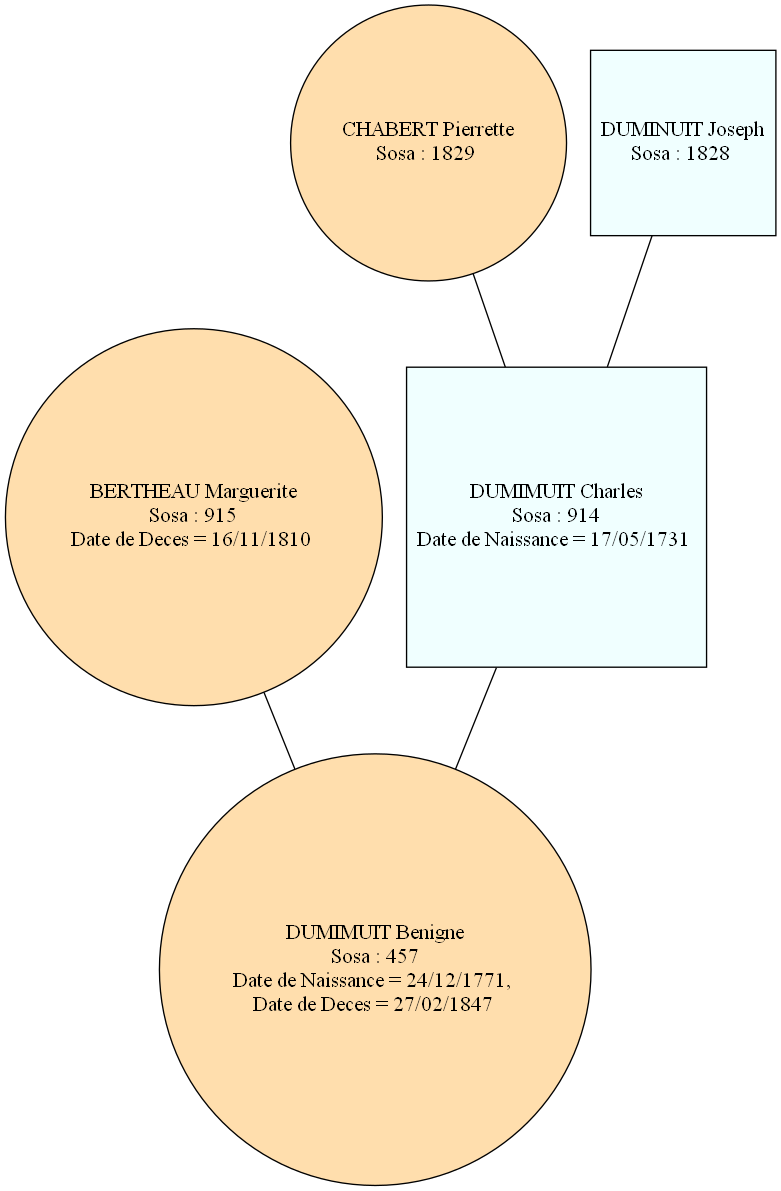 CHABERT Pierrette
Sosa : 1829
DUMINUIT Joseph
Sosa : 1828
BERTHEAU Marguerite
Sosa : 915
Date de Deces = 16/11/1810
DUMIMUIT Charles
Sosa : 914
Date de Naissance = 17/05/1731
DUMIMUIT Benigne
Sosa : 457
Date de Naissance = 24/12/1771,
Date de Deces = 27/02/1847